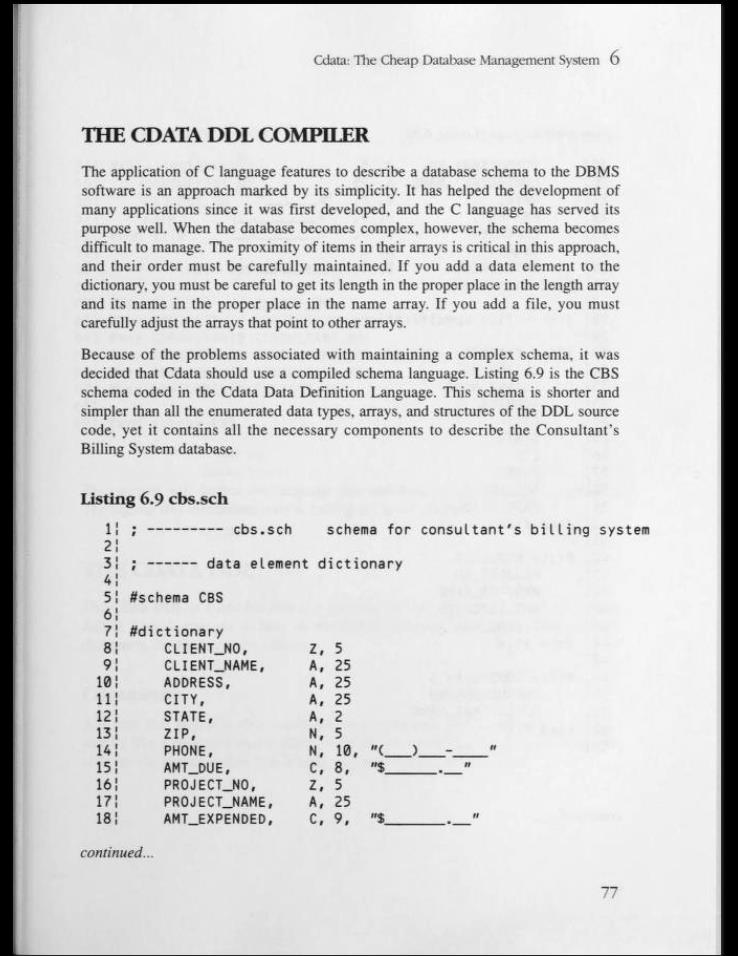 Cdata: The Cheap Database Management System 6
THE CDATA DDL COMPILER
The application of C language features to describe a database schema to the DBMS
software is an approach marked by its simplicity. It has helped the development of
many applications since it was first developed, and the C language has served its
purpose well. When the database becomes complex, however, the schema becomes
difficult to manage. The proximity of items in their arrays is critical in this approach,
and their order must be carefully maintained. If you add a data element to the
dictionary, you must be careful to get its length in the proper place in the length array
and its name in the proper place in the name array. If you add a file, you must
carefully adjust the arrays that point to other arrays.
Because of the problems associated with maintaining a complex schema, it was
decided that Cdata should use a compiled schema language. Listing 6.9 is the CBS
schema coded in the Cdata Data Definition Language. This schema is shorter and
simpler than all the enumerated data types, arrays, and structures of the DDL source
code, yet it contains all the necessary components to describe the Consultant's
Billing System database.
Listing 6.9 cbs.sch
1¦ ; --------- cbs.sch    schema for consultant's billing system
2¦
3¦ ; ------ data element dictionary
4¦
5¦ #schema CBS
6¦
7¦ #dictionary
8¦     CLIENT_NO,      Z, 5
9¦     CLIENT_NAME,    A, 25
10¦     ADDRESS,        A, 25
11¦     CITY,           A, 25
12¦     STATE,          A, 2
13¦     ZIP,            N, 5
14¦     PHONE,          N, 10, "(___)___-____"
15¦     AMT_DUE,        C, 8,  "$______.__"
16¦     PROJECT_NO,     Z, 5
17¦     PROJECT_NAME,   A, 25
18¦     AMT_EXPENDED,   C, 9,  "$_______.__"
continued...
77